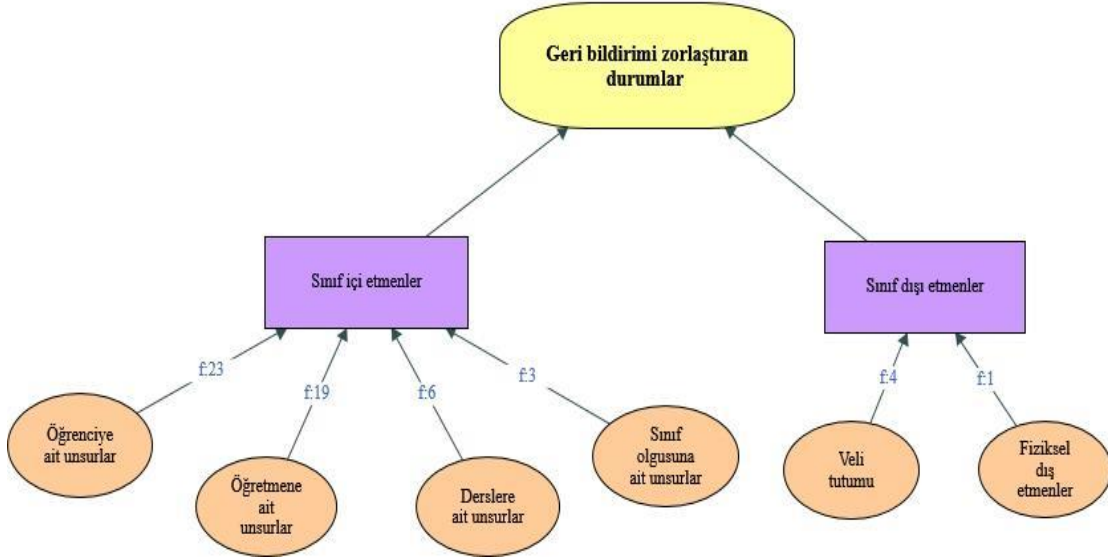 Geri bildirimi zorlaştıran
durumlar
Sınıf içi etmenler
Sınıf dışı etmenler
f:23
f:19
f:6
f:3
f:4
f:1
Öğrenciye
ait unsurlar
Öğretmene
ait
unsurlar
Derslere
ait unsurlar
Sınıf
olgusuna
ait unsurlar
Veli
tutumu
Fiziksel
dış
etmenler